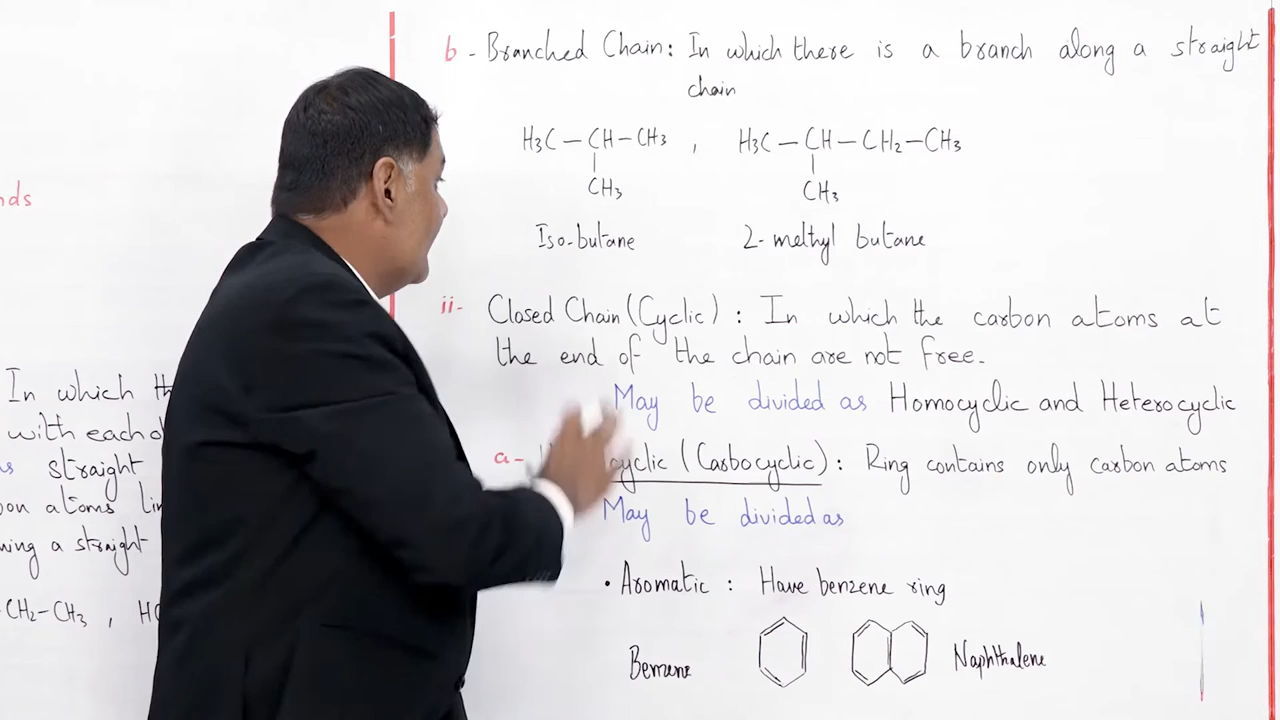 nds
In which
with each
straight
on atoms
ing a straight
CH2–CH3 ,
b - Branched Chain: In which there is a branch along a straight
chain
H3C – CH – CH3 , H3C – CH – CH2 – CH3
CH3 CH3
Iso-butane 2-methyl butane
ii- Closed Chain (Cyclic) : In which the carbon atoms at
the end of the chain are not free.
May be divided as Homocyclic and Heterocyclic
a- cyclic (Carbocyclic) : Ring contains only carbon atoms
May be divided as
• Aromatic : Have benzene ring
Benzene Naphthalene